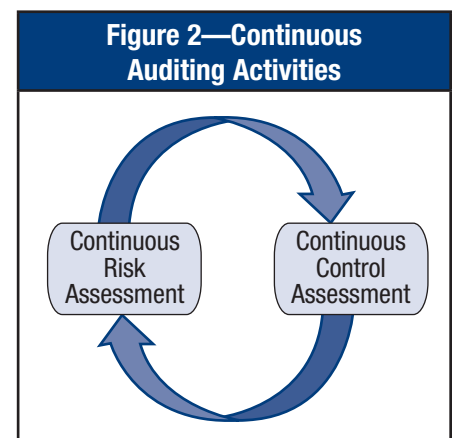 Figure 2—Continuous
Auditing Activities
Continuous
Risk
Assessment
Continuous
Control
Assessment